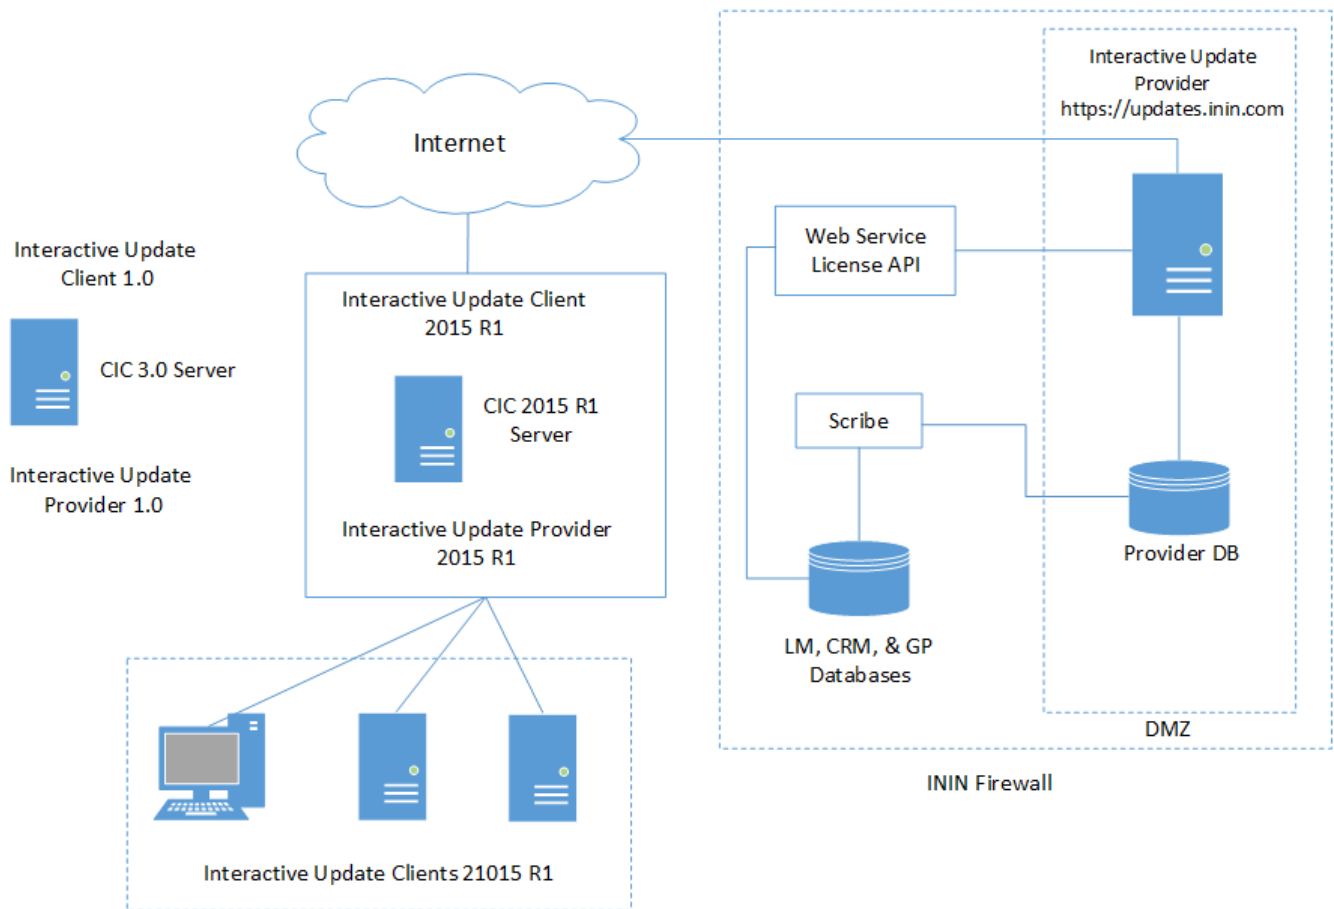 Interactive Update
Provider
https://updates.inin.com
Internet
Web Service
License API
Interactive Update
Client 1.0
Interactive Update Client
2015 R1
CIC 3.0 Server
CIC 2015 R1
Server
Scribe
Interactive Update
Provider 1.0
Interactive Update Provider
2015 R1
Provider DB
LM, CRM, & GP
Databases
DMZ
ININ Firewall
Interactive Update Clients 21015 R1